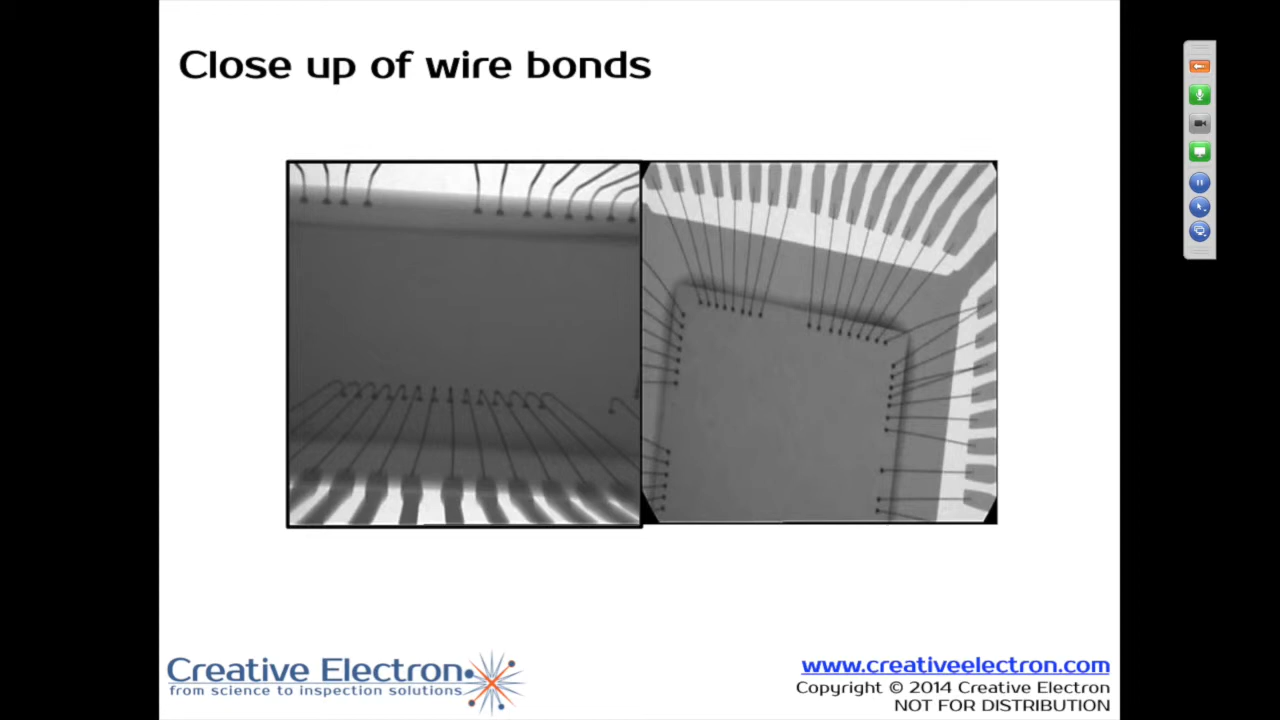 Close up of wire bonds
Creative Electron
from science to inspection solutions
www.creativeelectron.com
Copyright © 2014 Creative Electron
NOT FOR DISTRIBUTION